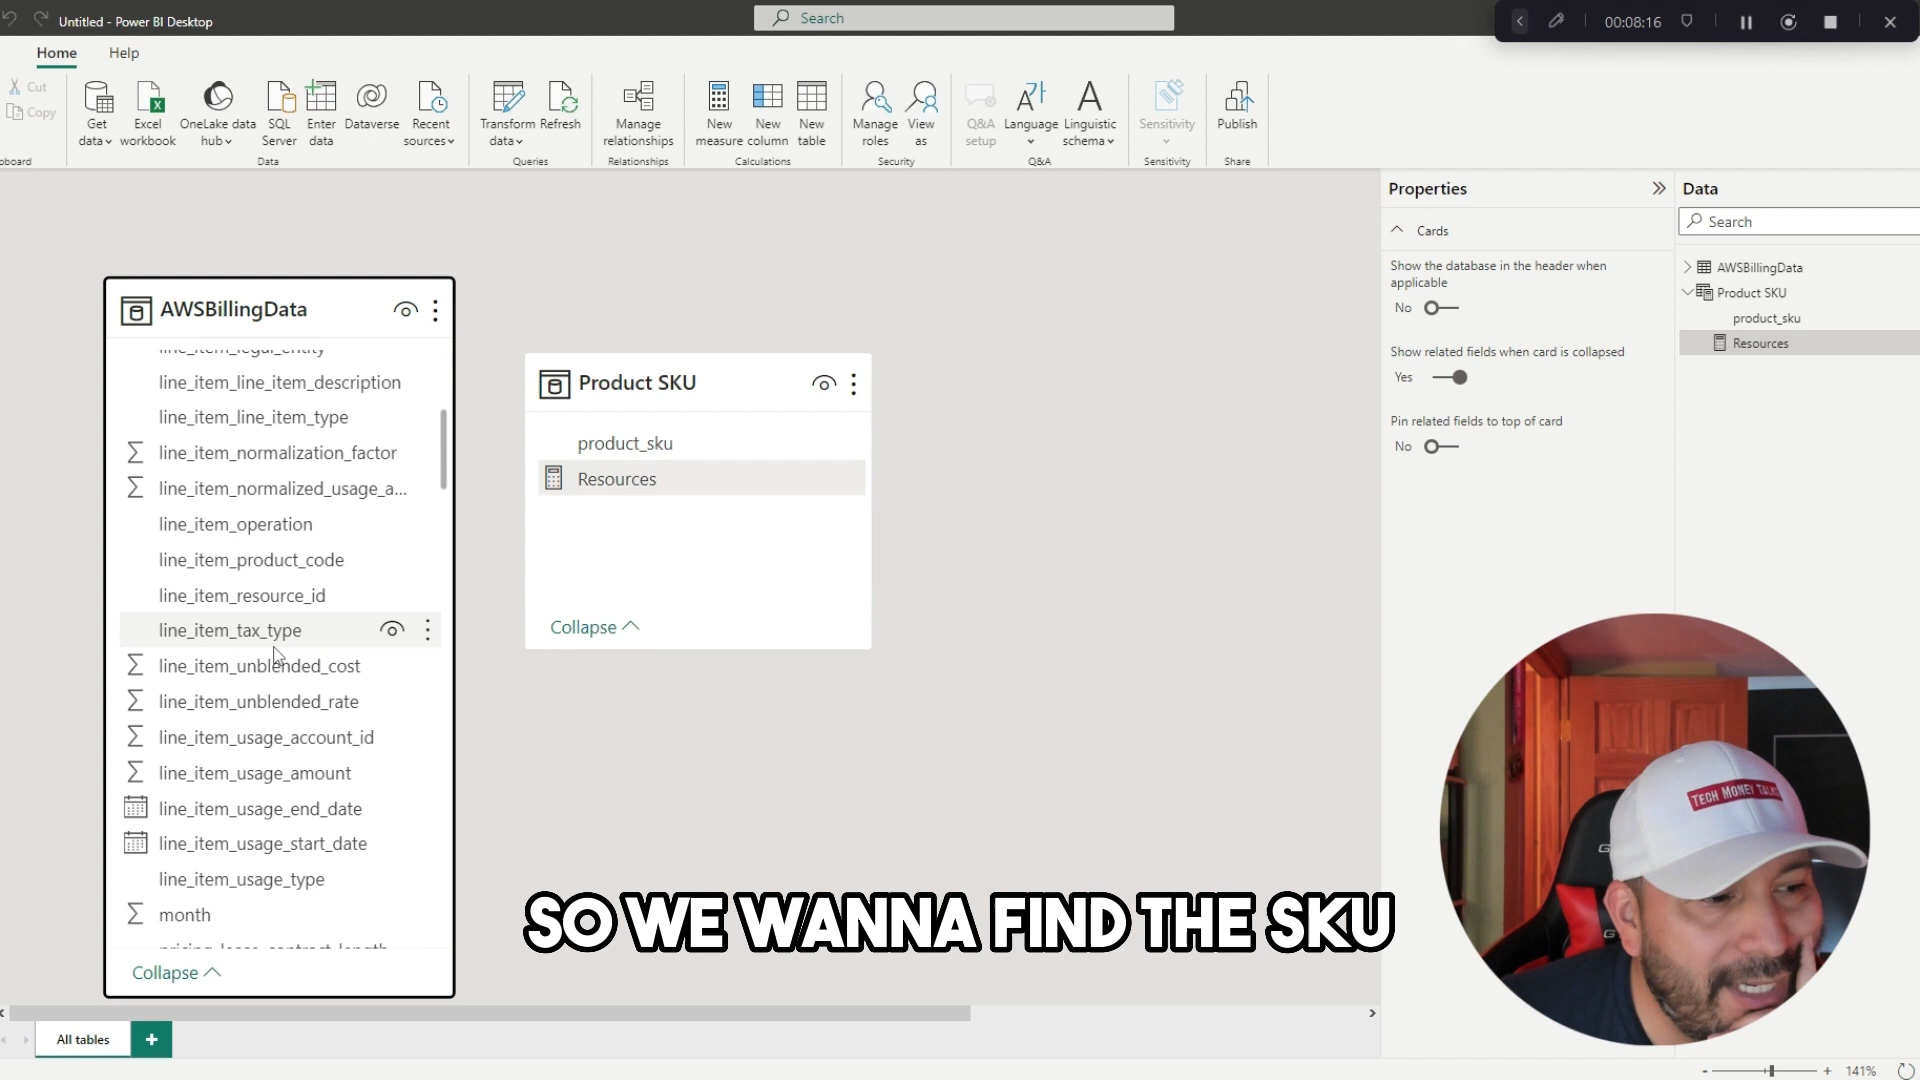 Untitled - Power BI Desktop
Search
00:08:16
Home
Help
Cut
Copy
Get data
Excel workbook
OneLake data hub
SQL Server
Enter data
Dataverse
Recent sources
Transform data
Refresh
Manage relationships
New measure
New column
New table
Manage roles
View as
Q&A setup
Language
Linguistic schema
Sensitivity
Publish
Data
Queries
Relationships
Calculations
Security
Q&A
Sensitivity
Share
AWSBillingData
line_item_legal_entity
line_item_line_item_description
line_item_line_item_type
line_item_normalization_factor
line_item_normalized_usage_a...
line_item_operation
line_item_product_code
line_item_resource_id
line_item_tax_type
line_item_unblended_cost
line_item_unblended_rate
line_item_usage_account_id
line_item_usage_amount
line_item_usage_end_date
line_item_usage_start_date
line_item_usage_type
month
Collapse
Product SKU
product_sku
Resources
Collapse
Properties
Cards
Show the database in the header when
applicable
No
Show related fields when card is collapsed
Yes
Pin related fields to top of card
No
Data
Search
AWSBillingData
Product SKU
product_sku
Resources
TECH MONEY TALKS
SO WE WANNA FIND THE SKU
All tables
141%